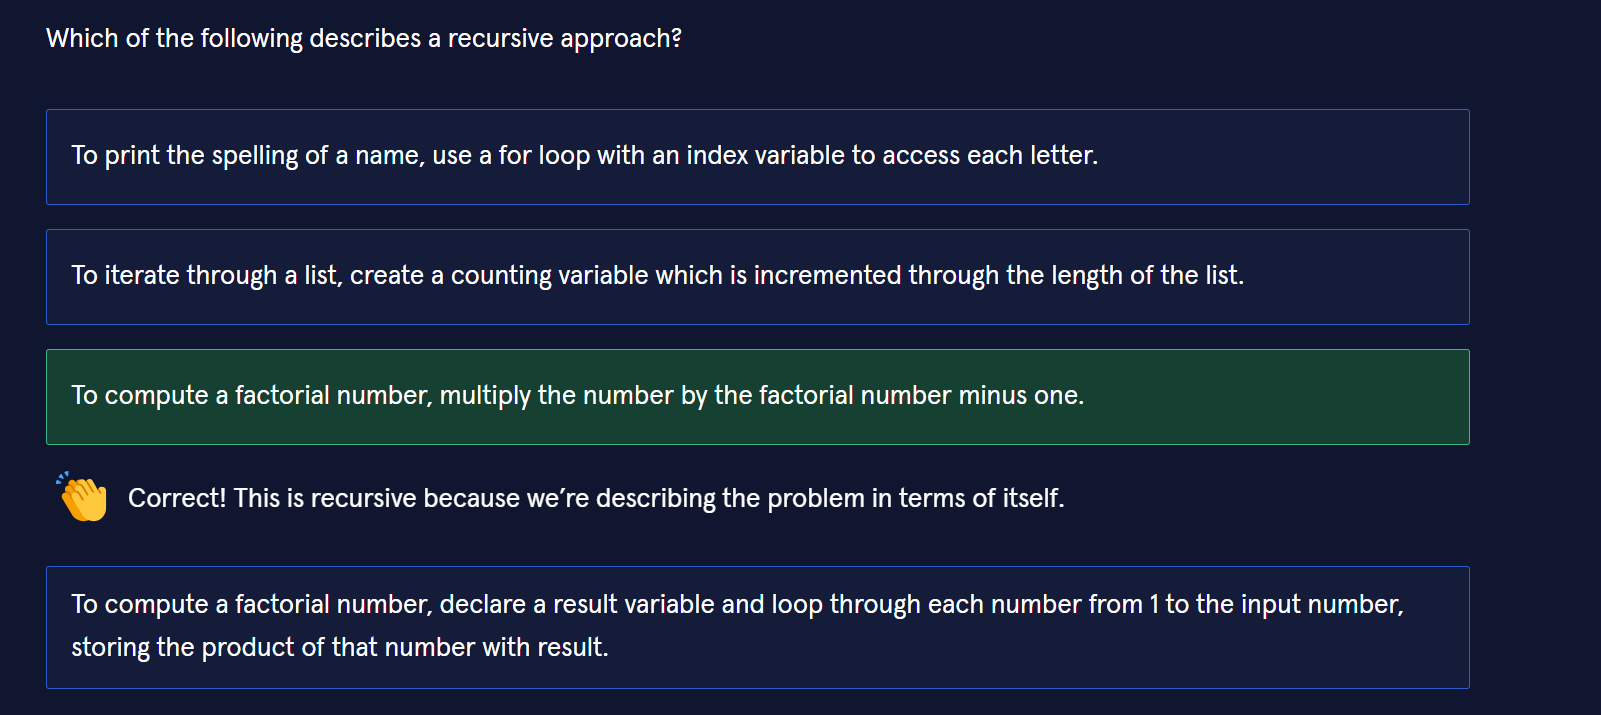 Which of the following describes a recursive approach?
To print the spelling of a name, use a for loop with an index variable to access each letter.
To iterate through a list, create a counting variable which is incremented through the length of the list.
To compute a factorial number, multiply the number by the factorial number minus one.
Correct! This is recursive because we’re describing the problem in terms of itself.
To compute a factorial number, declare a result variable and loop through each number from 1 to the input number,
storing the product of that number with result.